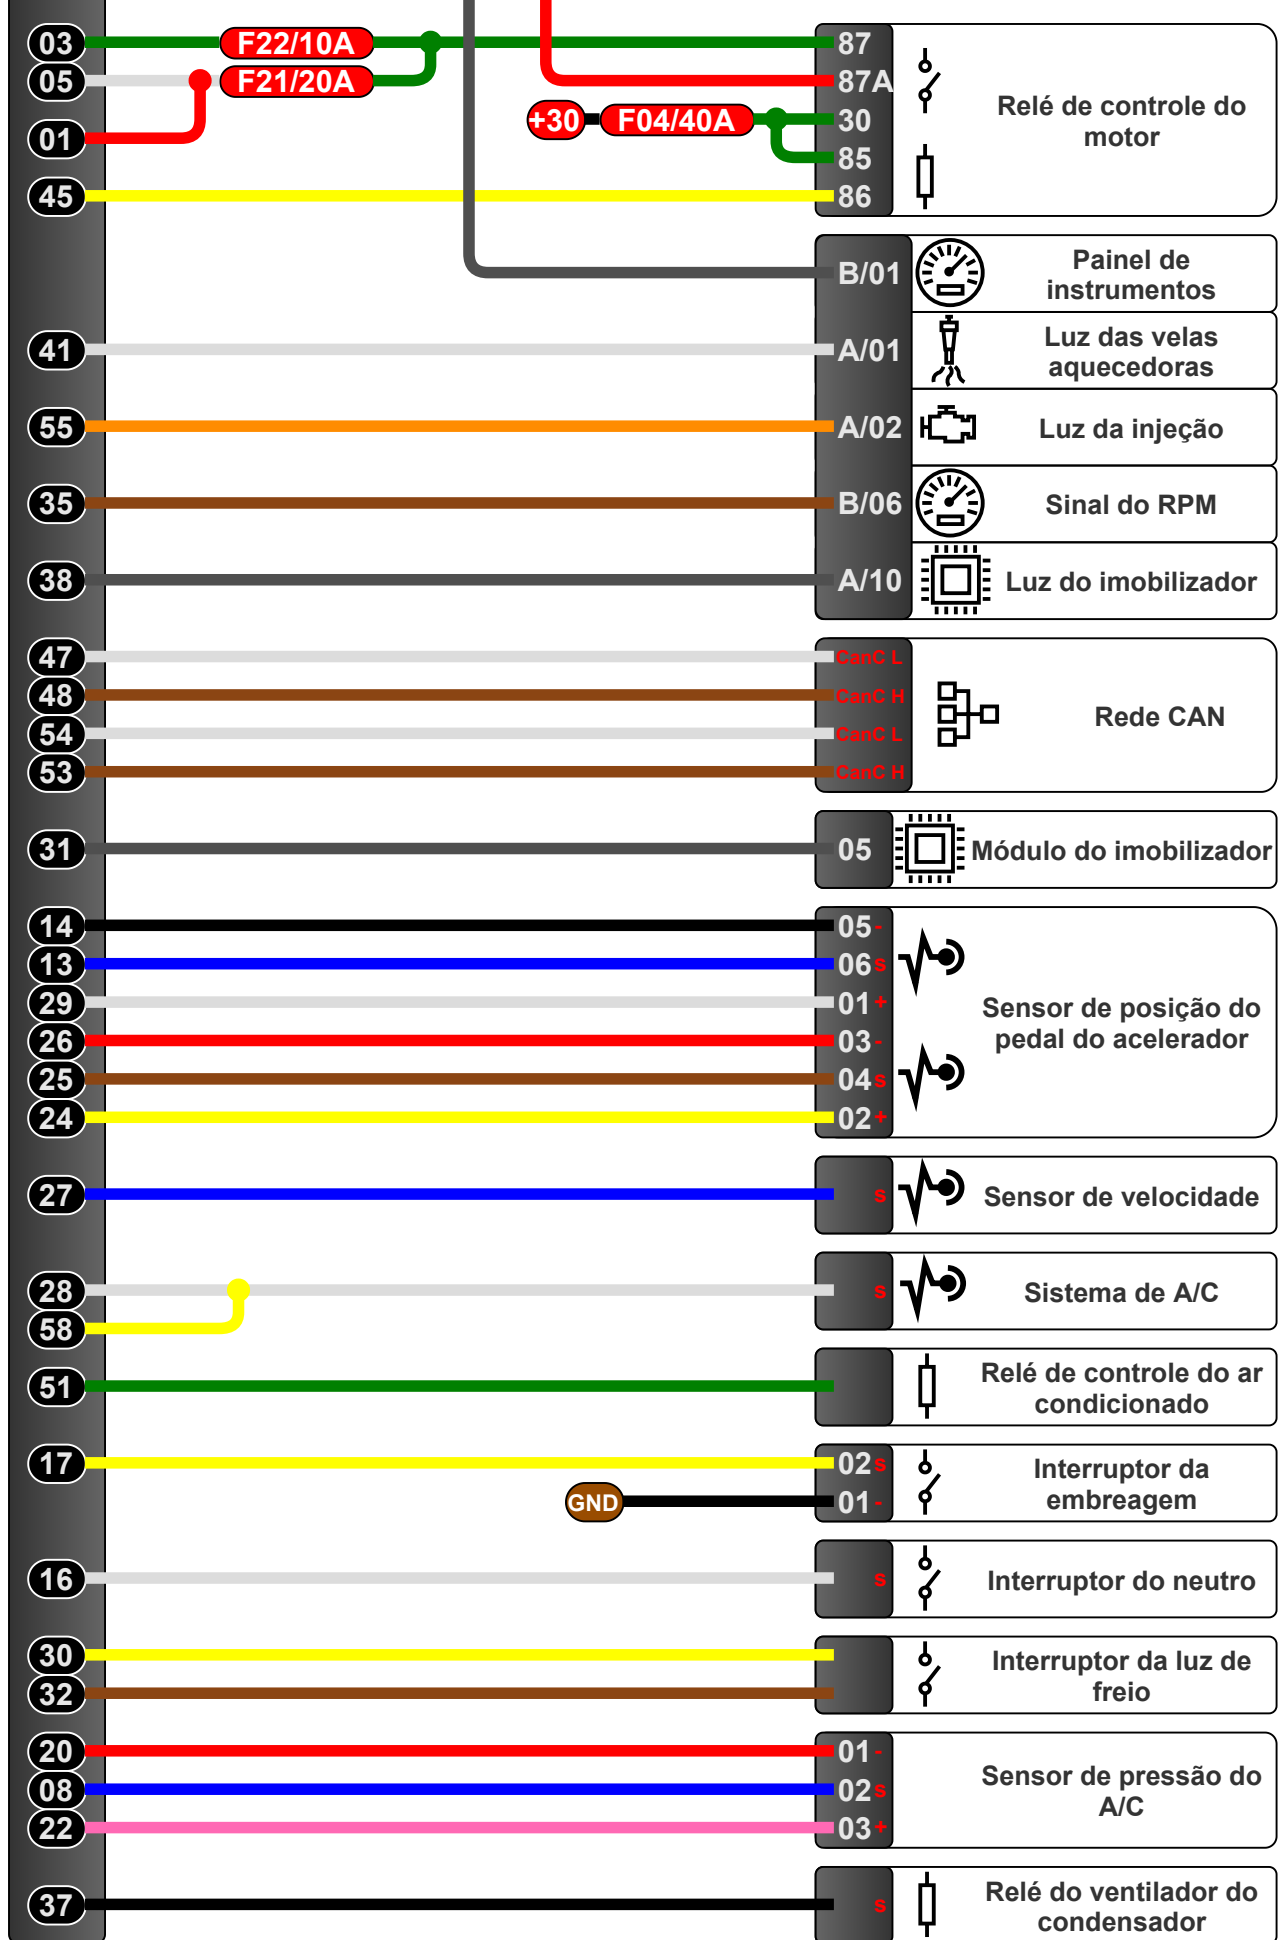 03 F22/10A 87
05 F21/20A 87A
01 +30 F04/40A 30
85
45 86
Relé de controle do
motor
B/01 Painel de
instrumentos
41 A/01 Luz das velas
aquecedoras
55 A/02 Luz da injeção
35 B/06 Sinal do RPM
38 A/10 Luz do imobilizador
47 CanC L
48 CanC H
54 CanC L
53 CanC H
Rede CAN
31 05 Módulo do imobilizador
14 05 -
13 06 s
29 01 +
26 03 -
25 04 s
24 02 +
Sensor de posição do
pedal do acelerador
27 s Sensor de velocidade
28 s Sistema de A/C
58
51 Relé de controle do ar
condicionado
17 02 s
GND 01 -
Interruptor da
embreagem
16 s Interruptor do neutro
30
32
Interruptor da luz de
freio
20 01 -
08 02 s
22 03 +
Sensor de pressão do
A/C
37 s Relé do ventilador do
condensador